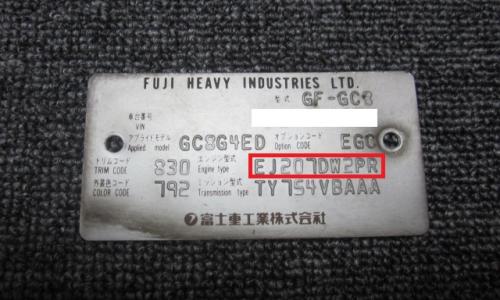 FUJI HEAVY INDUSTRIES LTD.
型式 GF-GC8
車台番号
VIN
アプライドモデル Applied model GC8G4ED オプションコード Option CODE EGC
トリムコード TRIM CODE 830 エンジン型式 Engine type EJ207DW2PR
外装色コード COLOR CODE 792 ミッション型式 Transmission type TY754VBAAA
富士重工業株式会社